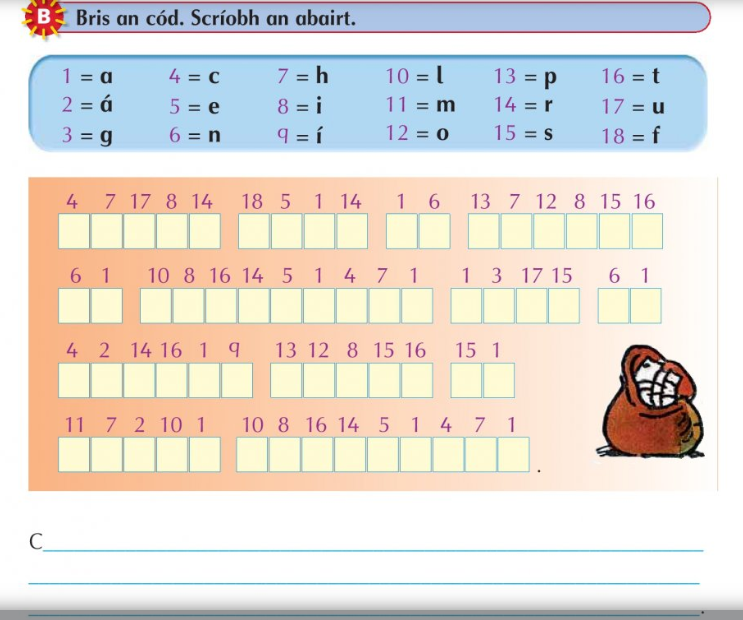 B Bris an cód. Scríobh an abairt.
1 = a 4 = c 7 = h 10 = l 13 = p 16 = t
2 = á 5 = e 8 = i 11 = m 14 = r 17 = u
3 = g 6 = n 9 = í 12 = o 15 = s 18 = f
4 7 17 8 14 18 5 1 14 1 6 13 7 12 8 15 16
6 1 10 8 16 14 5 1 4 7 1 1 3 17 15 6 1
4 2 14 16 1 9 13 12 8 15 16 15 1
11 7 2 10 1 10 8 16 14 5 1 4 7 1
.
C
.